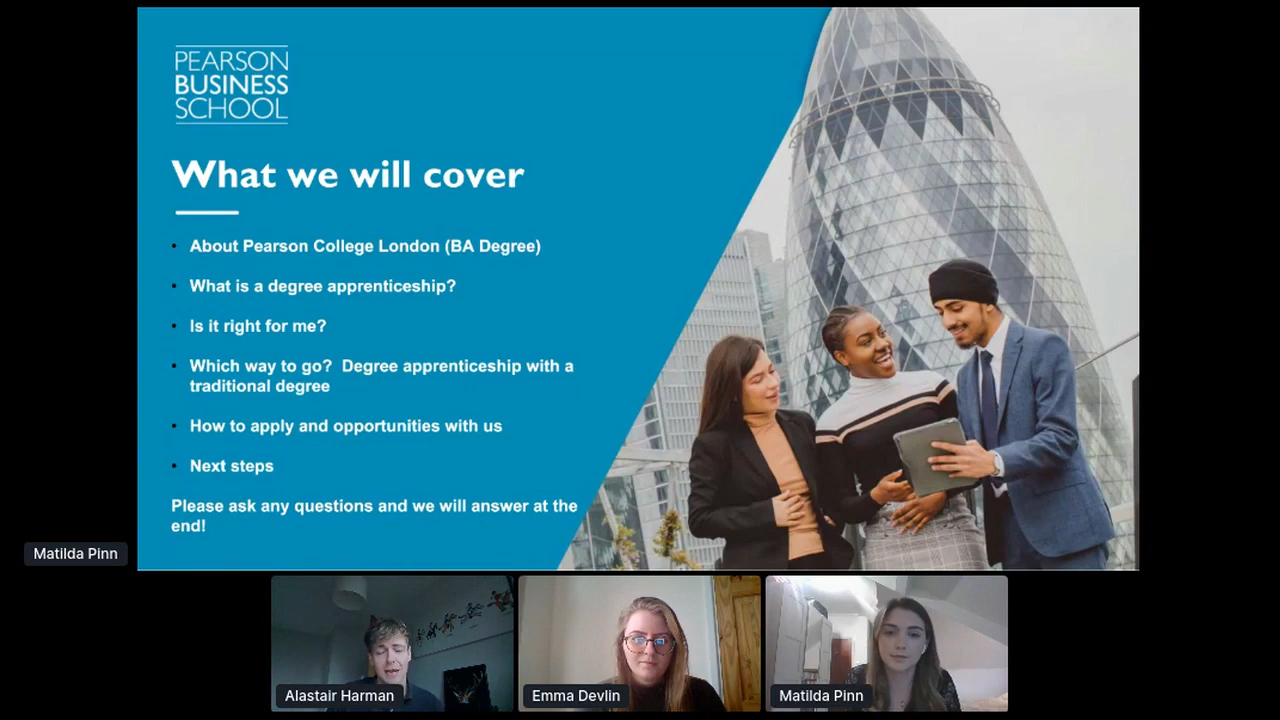 PEARSON
BUSINESS
SCHOOL
What we will cover
• About Pearson College London (BA Degree)
• What is a degree apprenticeship?
• Is it right for me?
• Which way to go?  Degree apprenticeship with a
traditional degree
• How to apply and opportunities with us
• Next steps
Please ask any questions and we will answer at the
end!
Matilda Pinn
Alastair Harman
Emma Devlin
Matilda Pinn